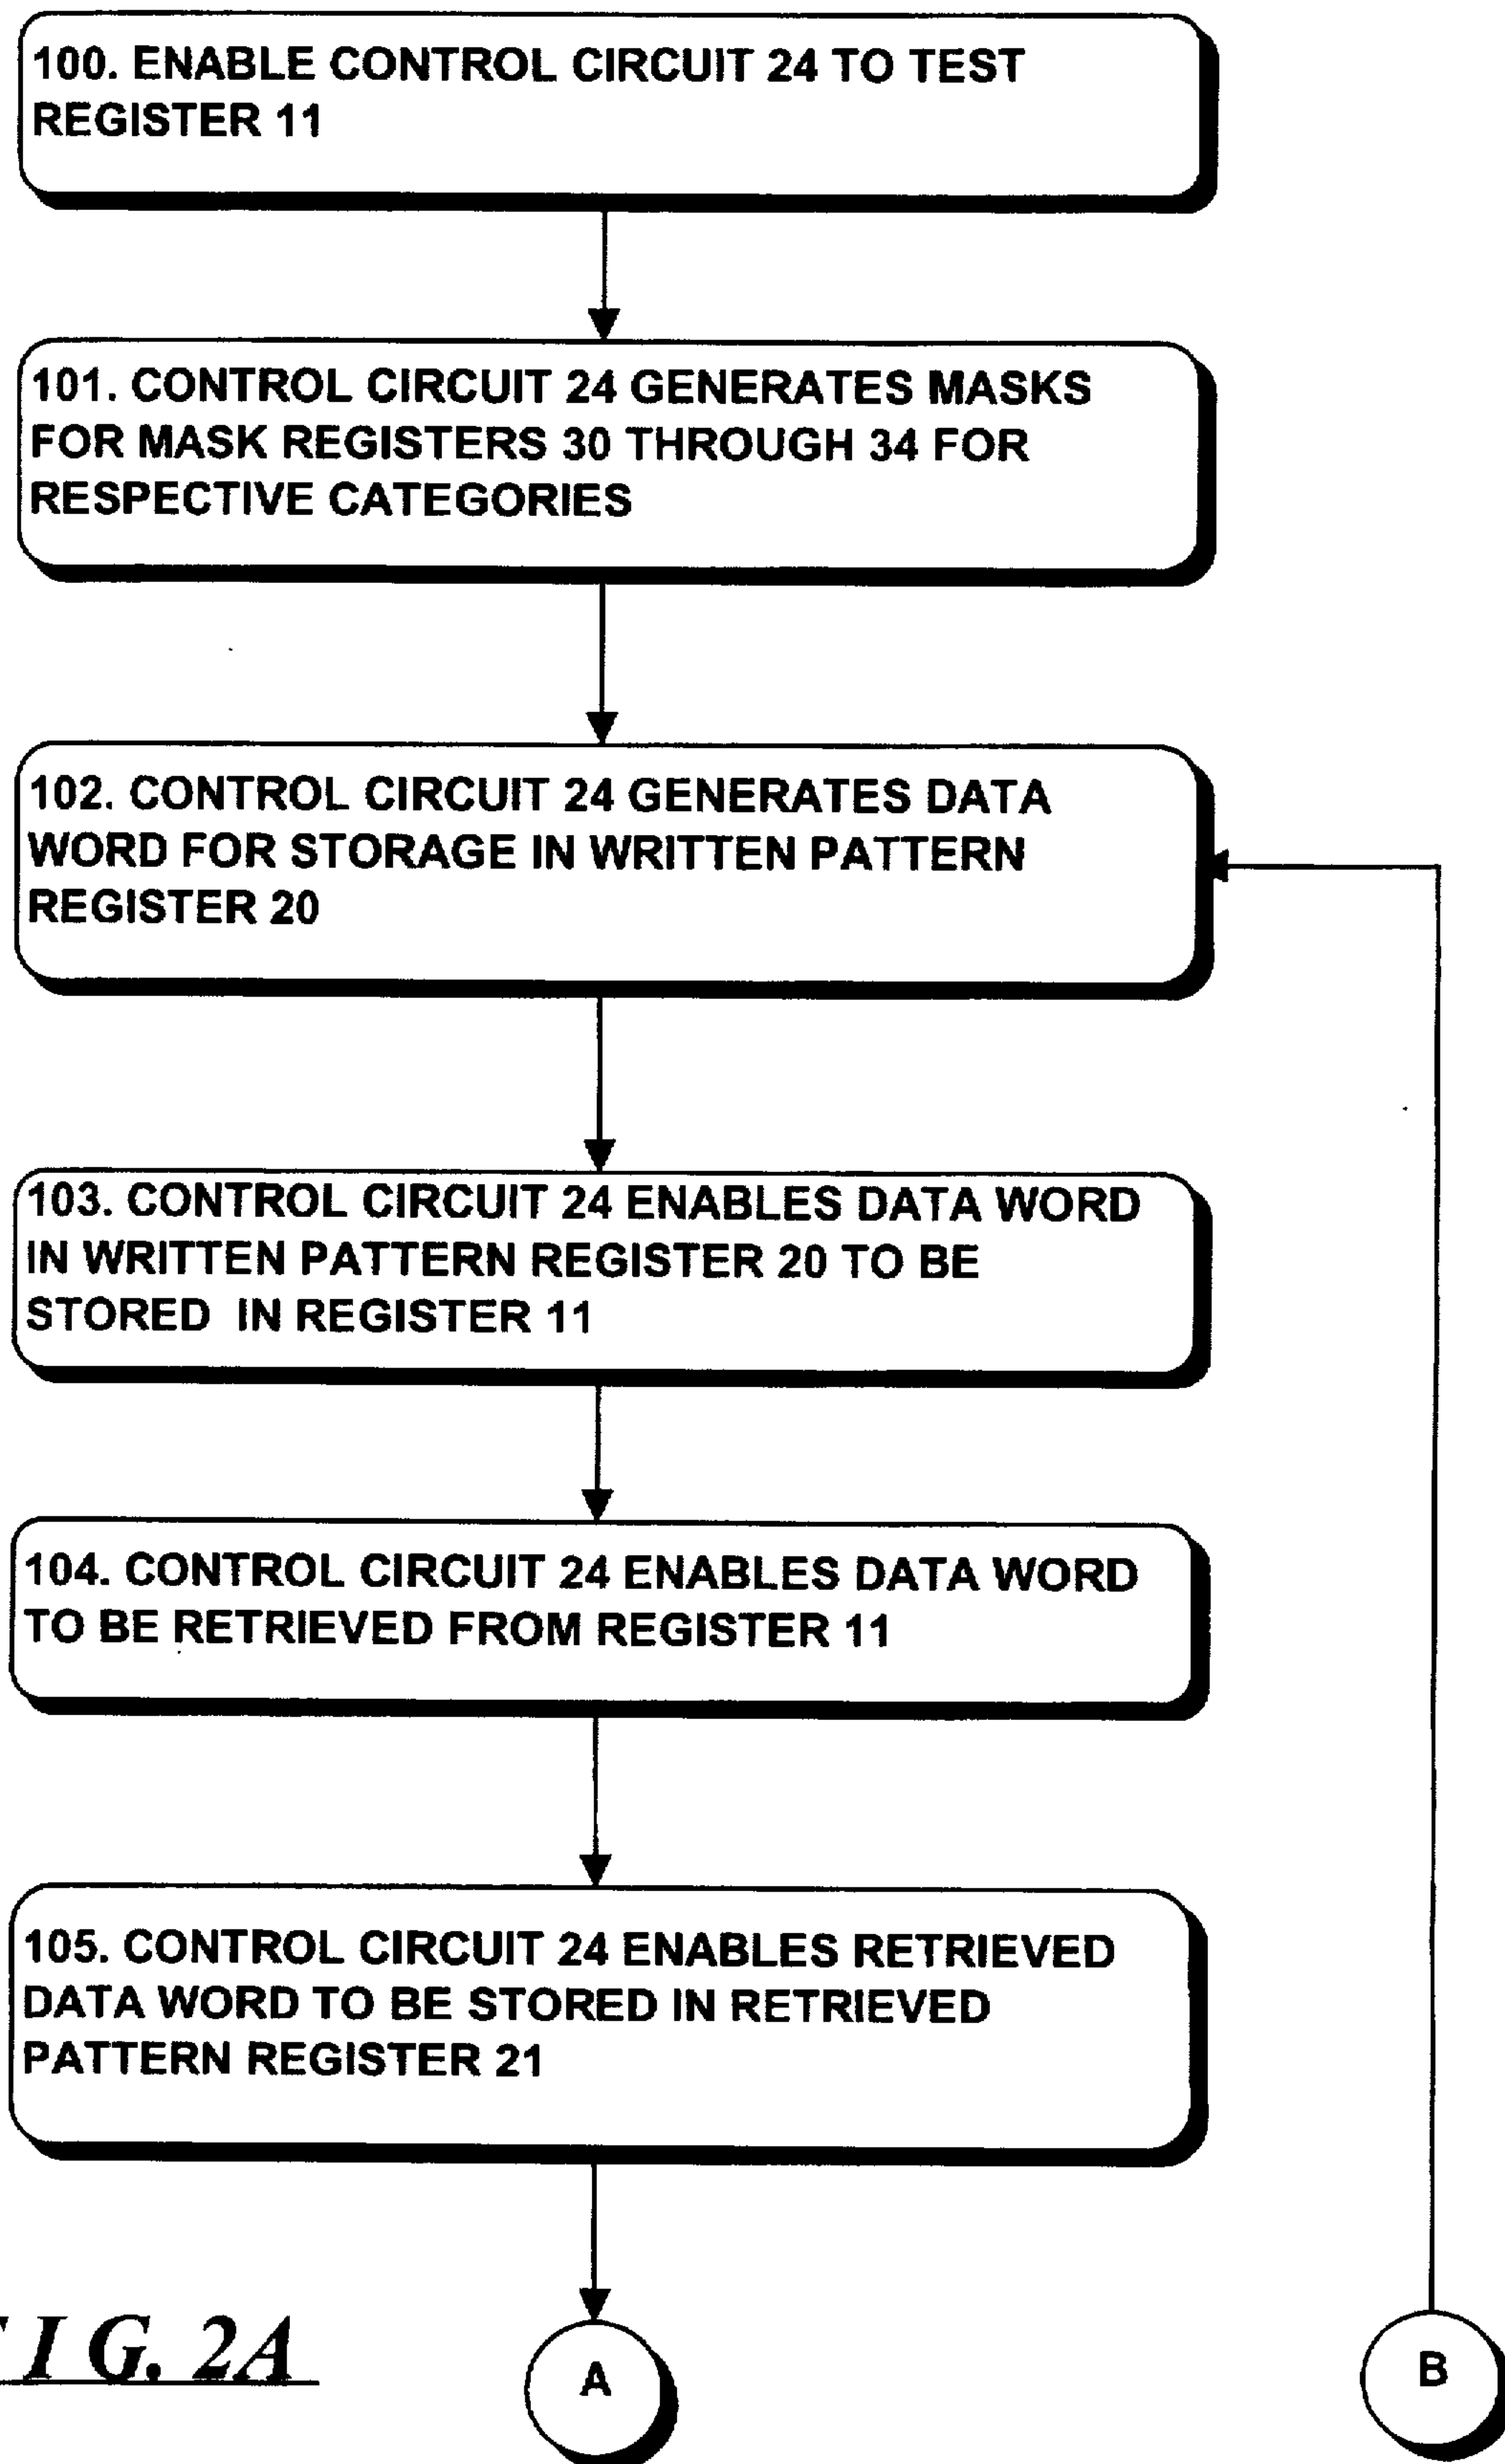 100. ENABLE CONTROL CIRCUIT 24 TO TEST
REGISTER 11
101. CONTROL CIRCUIT 24 GENERATES MASKS
FOR MASK REGISTERS 30 THROUGH 34 FOR
RESPECTIVE CATEGORIES
102. CONTROL CIRCUIT 24 GENERATES DATA
WORD FOR STORAGE IN WRITTEN PATTERN
REGISTER 20
103. CONTROL CIRCUIT 24 ENABLES DATA WORD
IN WRITTEN PATTERN REGISTER 20 TO BE
STORED IN REGISTER 11
104. CONTROL CIRCUIT 24 ENABLES DATA WORD
TO BE RETRIEVED FROM REGISTER 11
105. CONTROL CIRCUIT 24 ENABLES RETRIEVED
DATA WORD TO BE STORED IN RETRIEVED
PATTERN REGISTER 21
F I G. 2A
A
B